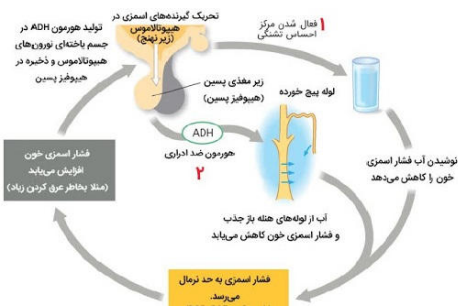 تحریک گیرنده‌های اسمزی در
هیپوتالاموس
(زیر نهنج)
۱ فعال شدن مرکز
احساس تشنگی
تولید هورمون ADH در
جسم یاخته‌ای نورون‌های
هیپوتالاموس و ذخیره در
هیپوفیز پسین
زیر مغذی پسین
(هیپوفیز پسین)
لوله پیچ خورده
ADH
هورمون ضد ادراری
۲
نوشیدن آب فشار اسمزی
خون را کاهش می‌دهد
فشار اسمزی خون
افزایش می‌یابد
(مثلا بخاطر عرق کردن زیاد)
آب از لوله‌های هنله باز جذب
و فشار اسمزی خون کاهش می‌یابد
فشار اسمزی به حد نرمال
می‌رسد.